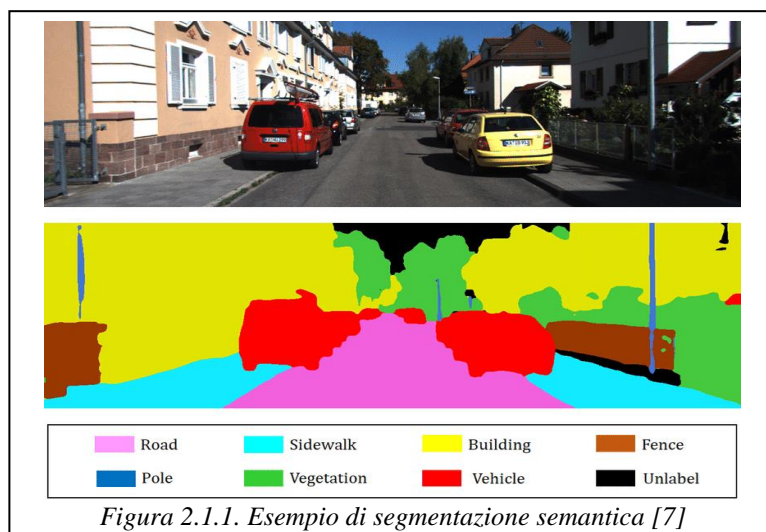 Road Sidewalk Building Fence
Pole Vegetation Vehicle Unlabel
Figura 2.1.1. Esempio di segmentazione semantica [7]